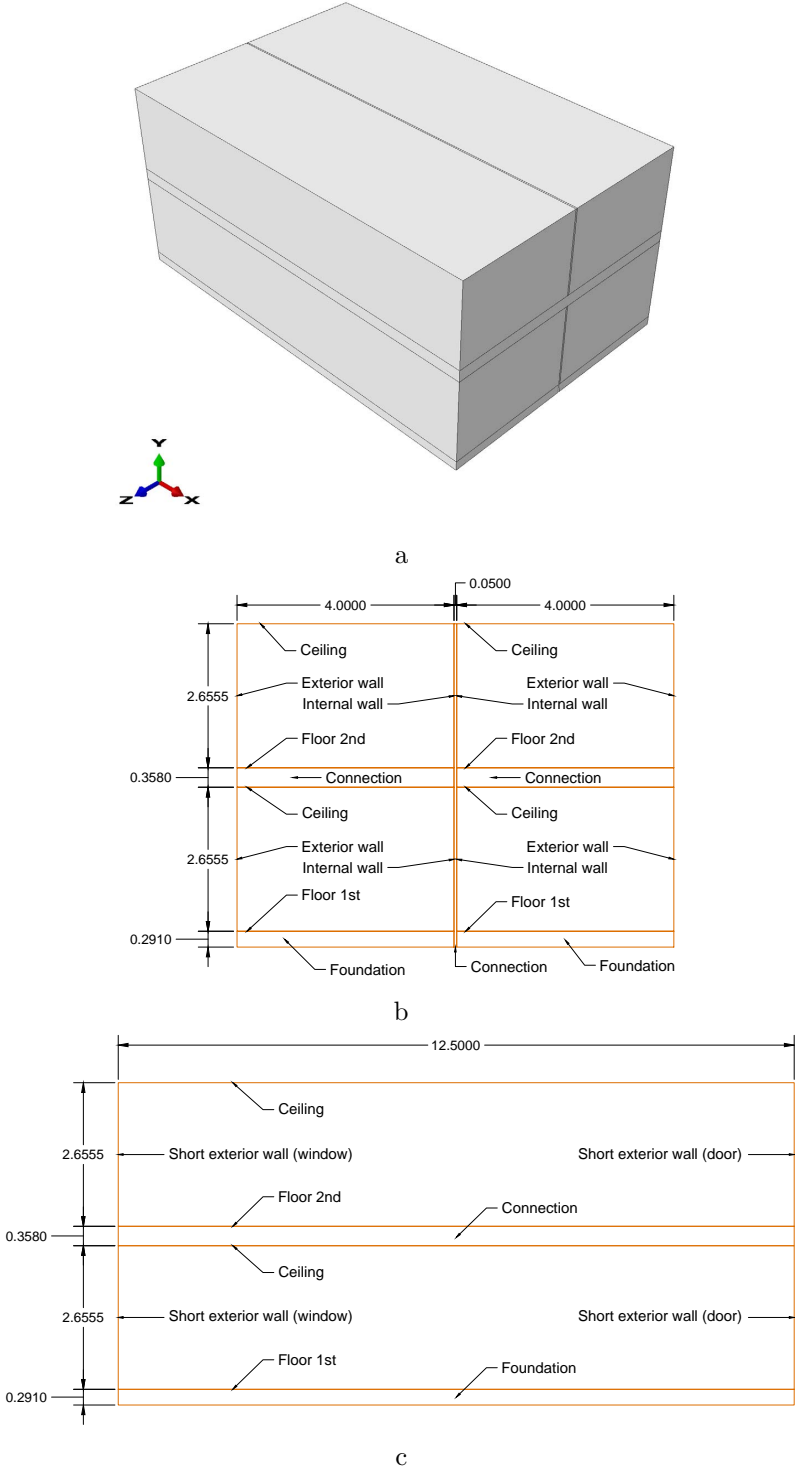 Y
Z X
a
0.0500
4.0000 4.0000
Ceiling Ceiling
Exterior wall Exterior wall
2.6555
Internal wall Internal wall
Floor 2nd Floor 2nd
0.3580 Connection Connection
Ceiling Ceiling
Exterior wall Exterior wall
2.6555
Internal wall Internal wall
Floor 1st Floor 1st
0.2910
Foundation Connection Foundation
b
12.5000
Ceiling
2.6555 Short exterior wall (window) Short exterior wall (door)
Floor 2nd
Connection
0.3580
Ceiling
2.6555 Short exterior wall (window) Short exterior wall (door)
Floor 1st
Foundation
0.2910
c